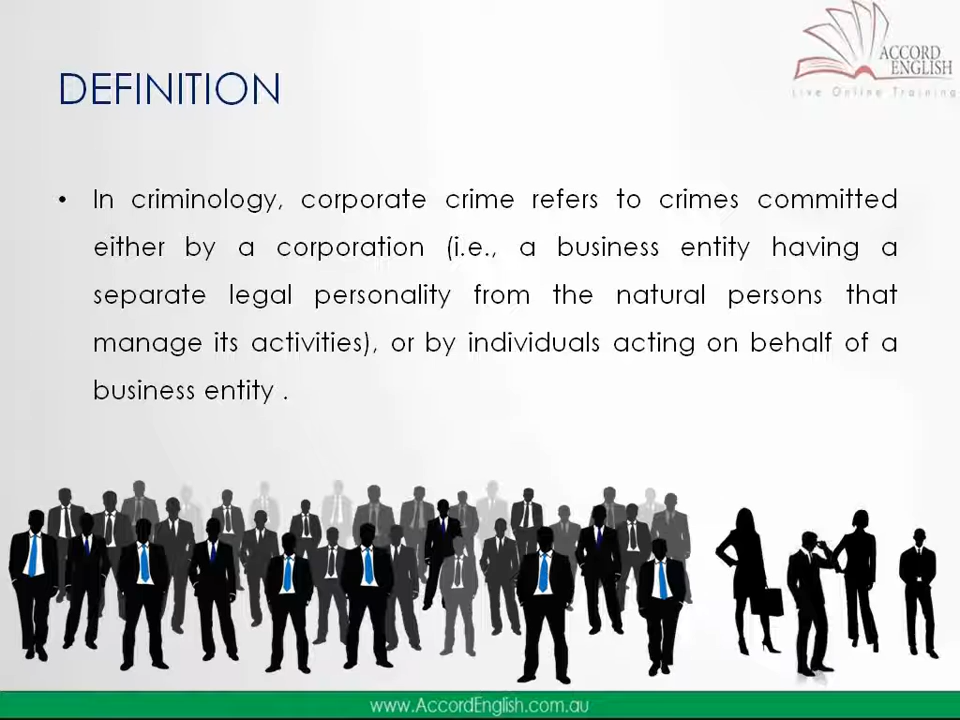 ACCORD
ENGLISH
Live Online Training
DEFINITION
• In criminology, corporate crime refers to crimes committed
either by a corporation (i.e., a business entity having a
separate legal personality from the natural persons that
manage its activities), or by individuals acting on behalf of a
business entity .
www.AccordEnglish.com.au